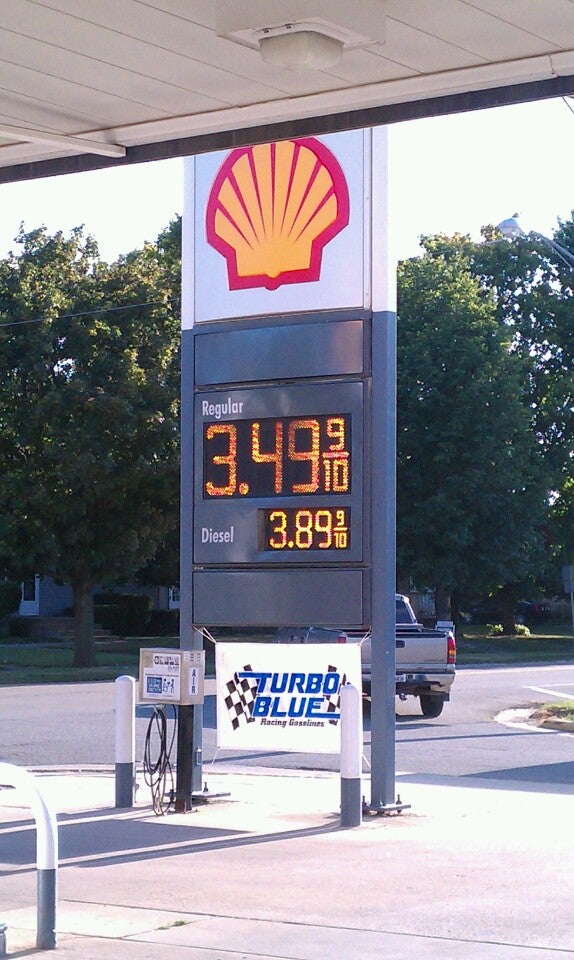 Regular
3.49 9/10
Diesel
3.89 9/10
AIR
TURBO
BLUE
Racing Gasolines